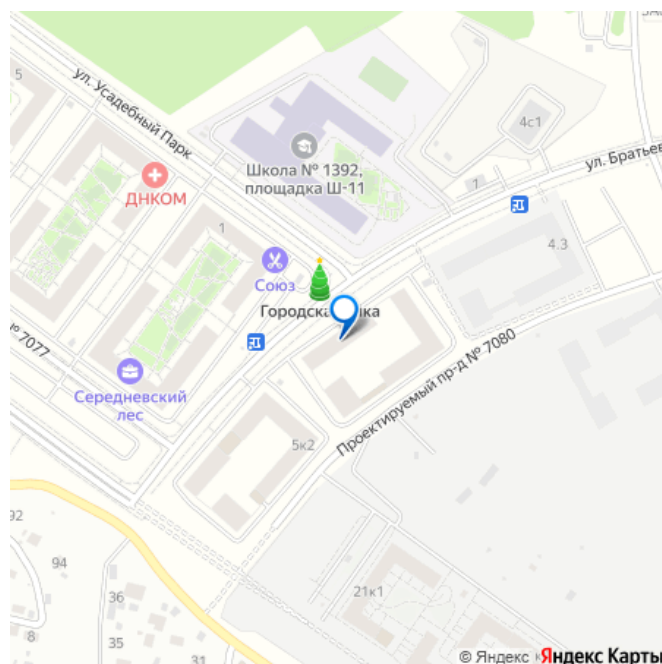 ул. Усадебный Парк
5
4с1
Школа № 1392,
площадка Ш-11
ул. Братьев
7
ДНКОМ
1
4.3
Союз
Городская
№ 7077
Проектируемый пр-д № 7080
Середневский
лес
5к2
92
94
36
21к1
8
35
31
© Яндекс
Яндекс Карты